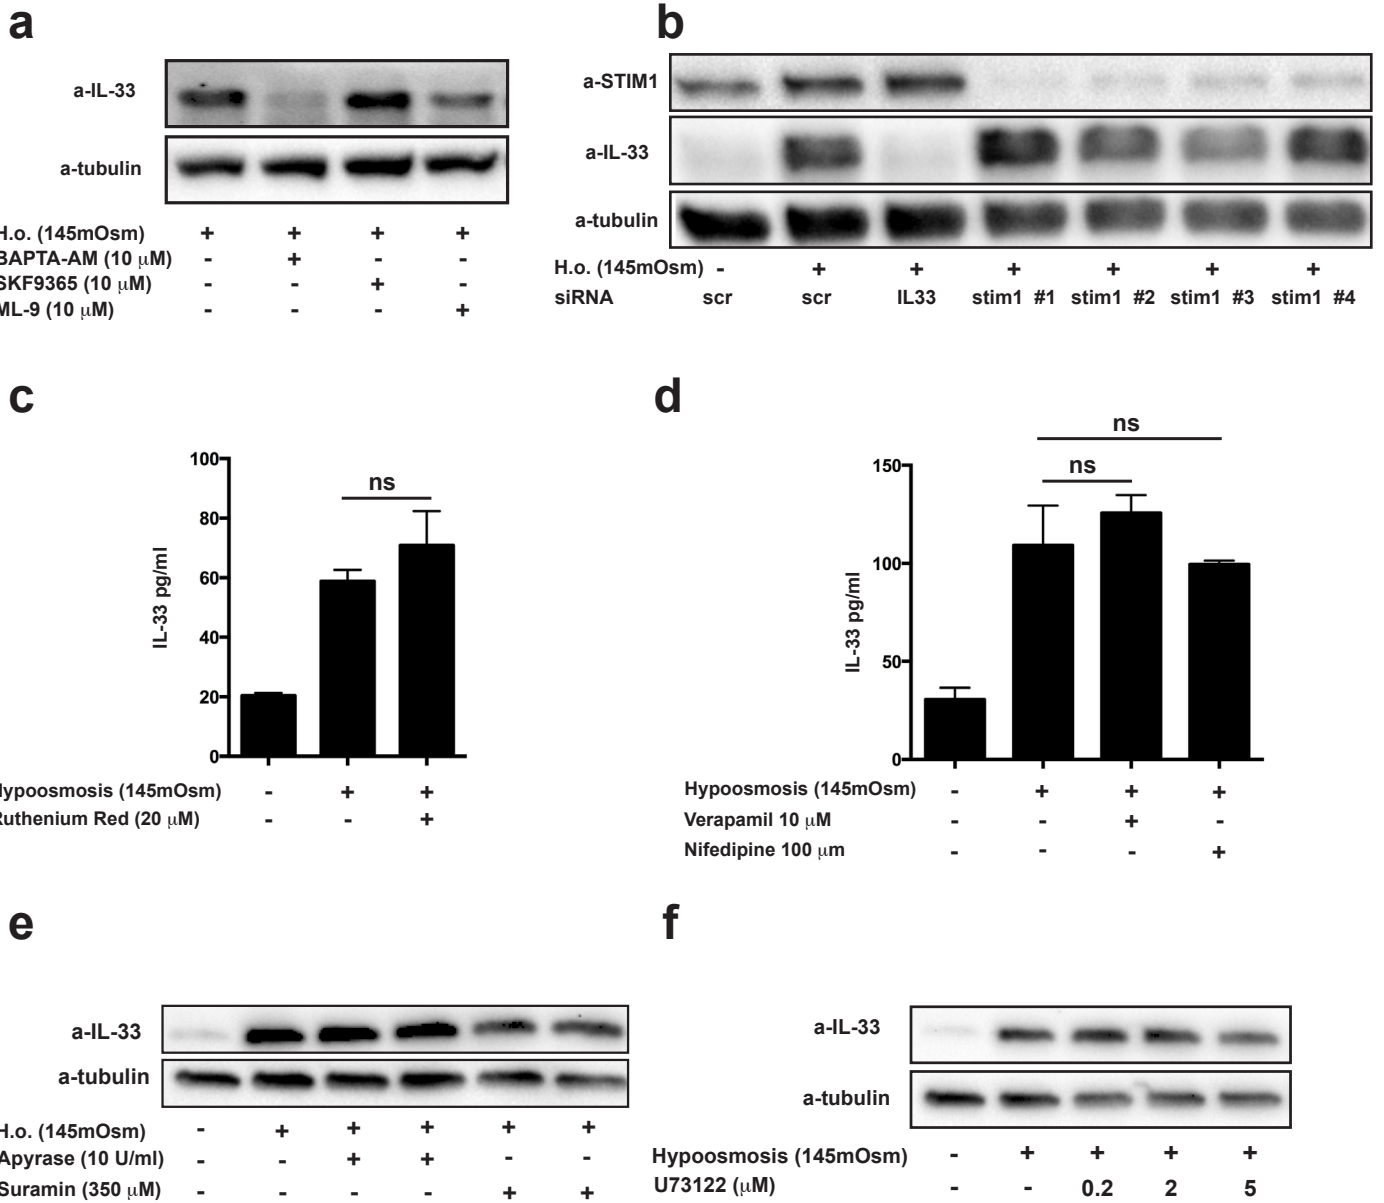 a
a-IL-33
a-tubulin
H.o. (145mOsm) + + + +
BAPTA-AM (10 μM) - + - -
SKF9365 (10 μM) - - + -
ML-9 (10 μM) - - - +
b
a-STIM1
a-IL-33
a-tubulin
H.o. (145mOsm) - + + + + + +
siRNA scr scr IL33 stim1 #1 stim1 #2 stim1 #3 stim1 #4
c
ns
100
80
60
40
20
0
IL-33 pg/ml
Hypoosmosis (145mOsm) - + +
Ruthenium Red (20 μM) - - +
d
ns
ns
150
100
50
0
IL-33 pg/ml
Hypoosmosis (145mOsm) - + + +
Verapamil 10 μM - - + -
Nifedipine 100 μm - - - +
e
a-IL-33
a-tubulin
H.o. (145mOsm) - + + + + +
Apyrase (10 U/ml) - - + + - -
Suramin (350 μM) - - - - + +
f
a-IL-33
a-tubulin
Hypoosmosis (145mOsm) - + + + +
U73122 (μM) - - 0.2 2 5